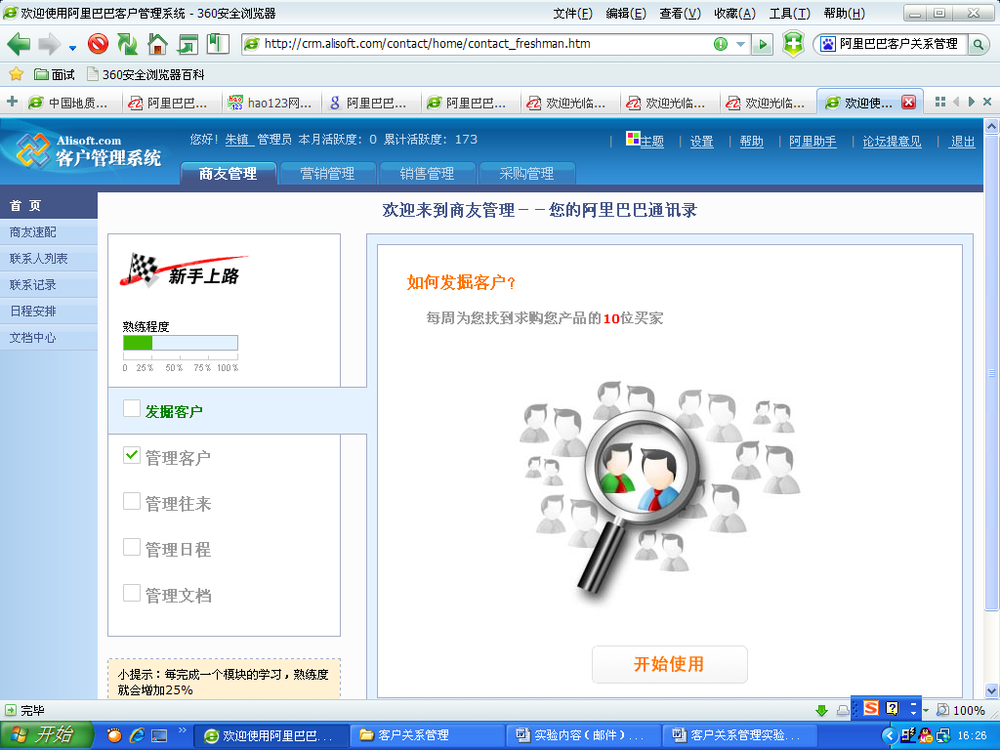 欢迎使用阿里巴巴客户管理系统 - 360安全浏览器
文件(F) 编辑(E) 查看(V) 收藏(A) 工具(T) 帮助(H)
http://crm.alisoft.com/contact/home/contact_freshman.htm
阿里巴巴客户关系管理
面试 360安全浏览器百科
中国地质... 阿里巴巴... hao123网... 阿里巴巴... 阿里巴巴... 欢迎光临... 欢迎光临... 欢迎光临... 欢迎使...
Alisoft.com
客户管理系统
您好! 朱镇 管理员 本月活跃度: 0 累计活跃度: 173
| 主题 | 设置 | 帮助 | 阿里助手 | 论坛提意见 | 退出
商友管理 营销管理 销售管理 采购管理
首 页
商友速配
联系人列表
联系记录
日程安排
文档中心
欢迎来到商友管理－－您的阿里巴巴通讯录
新手上路
熟练程度
0 25% 50% 75% 100%
发掘客户
管理客户
管理往来
管理日程
管理文档
小提示：每完成一个模块的学习，熟练度
就会增加25%
如何发掘客户?
每周为您找到求购您产品的10位买家
开始使用
完毕
100%
开始
欢迎使用阿里巴巴...
客户关系管理
实验内容（邮件）...
客户关系管理实验...
16:26